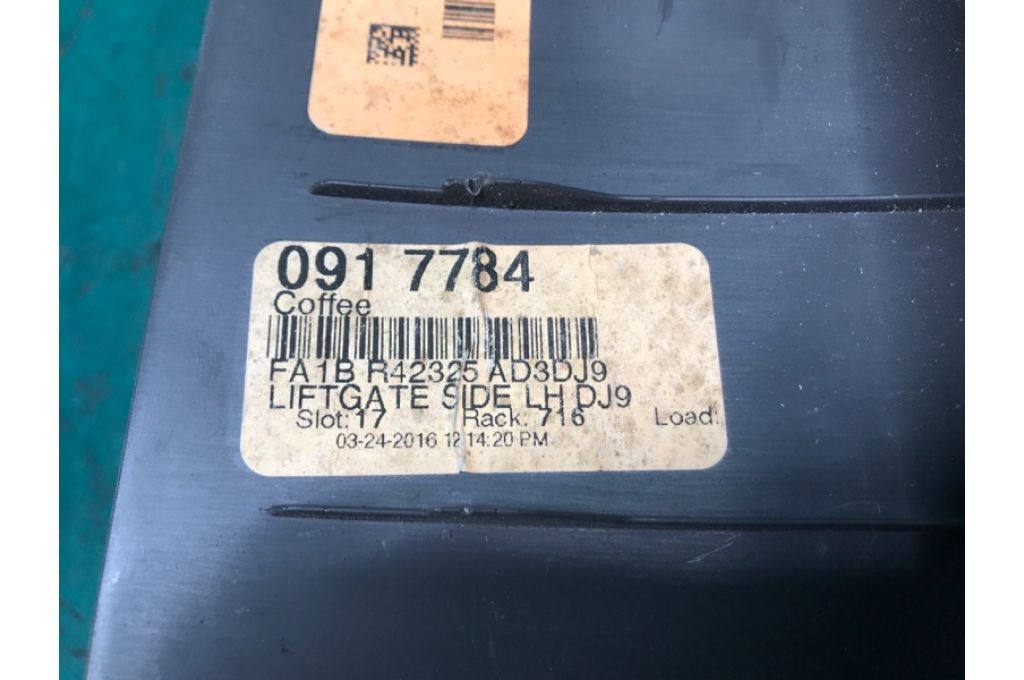 091 7784
Coffee
FA1B R42325 AD3DJ9
LIFTGATE SIDE LH DJ9
Slot:17 Rack: 716 Load:
03-24-2016 12:14:20 PM